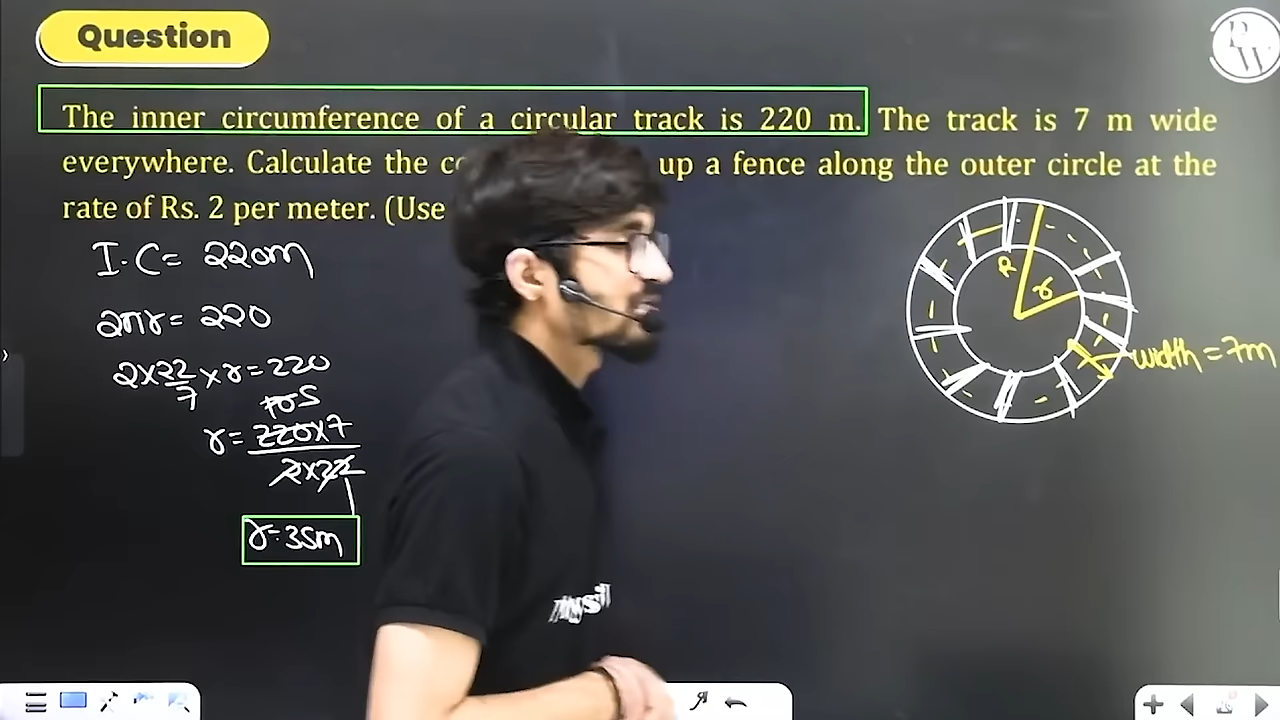 Question
The inner circumference of a circular track is 220 m. The track is 7 m wide
everywhere. Calculate the up a fence along the outer circle at the
rate of Rs. 2 per meter. (Use
I.C = 220m
2πr = 220
2×22/7 ×r=220
105
r = 220×7
2×22
1
r=35m
R
r
width = 7m